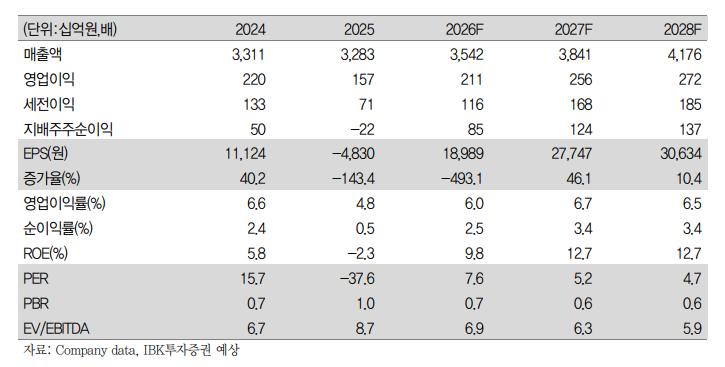 (단위:십억원,배) 2024 2025 2026F 2027F 2028F
매출액 3,311 3,283 3,542 3,841 4,176
영업이익 220 157 211 256 272
세전이익 133 71 116 168 185
지배주주순이익 50 -22 85 124 137
EPS(원) 11,124 -4,830 18,989 27,747 30,634
증가율(%) 40.2 -143.4 -493.1 46.1 10.4
영업이익률(%) 6.6 4.8 6.0 6.7 6.5
순이익률(%) 2.4 0.5 2.5 3.4 3.4
ROE(%) 5.8 -2.3 9.8 12.7 12.7
PER 15.7 -37.6 7.6 5.2 4.7
PBR 0.7 1.0 0.7 0.6 0.6
EV/EBITDA 6.7 8.7 6.9 6.3 5.9
자료: Company data, IBK투자증권 예상